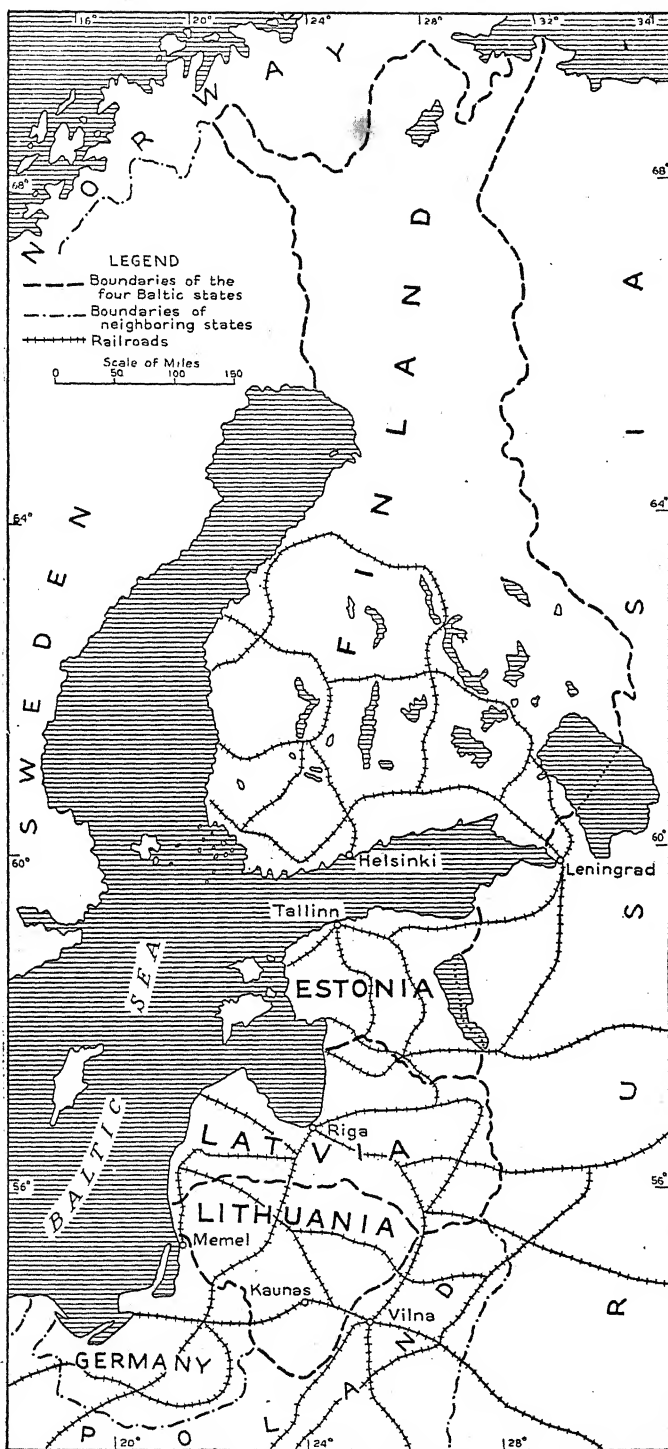 16°
20°
24°
28°
32°
34°
NORWAY
68°
68°
LEGEND
Boundaries of the
four Baltic states
Boundaries of
neighboring states
Railroads
Scale of Miles
0 50 100 150
FINLAND
RUSSIA
64°
64°
SWEDEN
60°
60°
Helsinki
Leningrad
Tallinn
BALTIC SEA
ESTONIA
Riga
LATVIA
56°
56°
LITHUANIA
Memel
Kaunas
Vilna
GERMANY
POLAND
20°
24°
28°